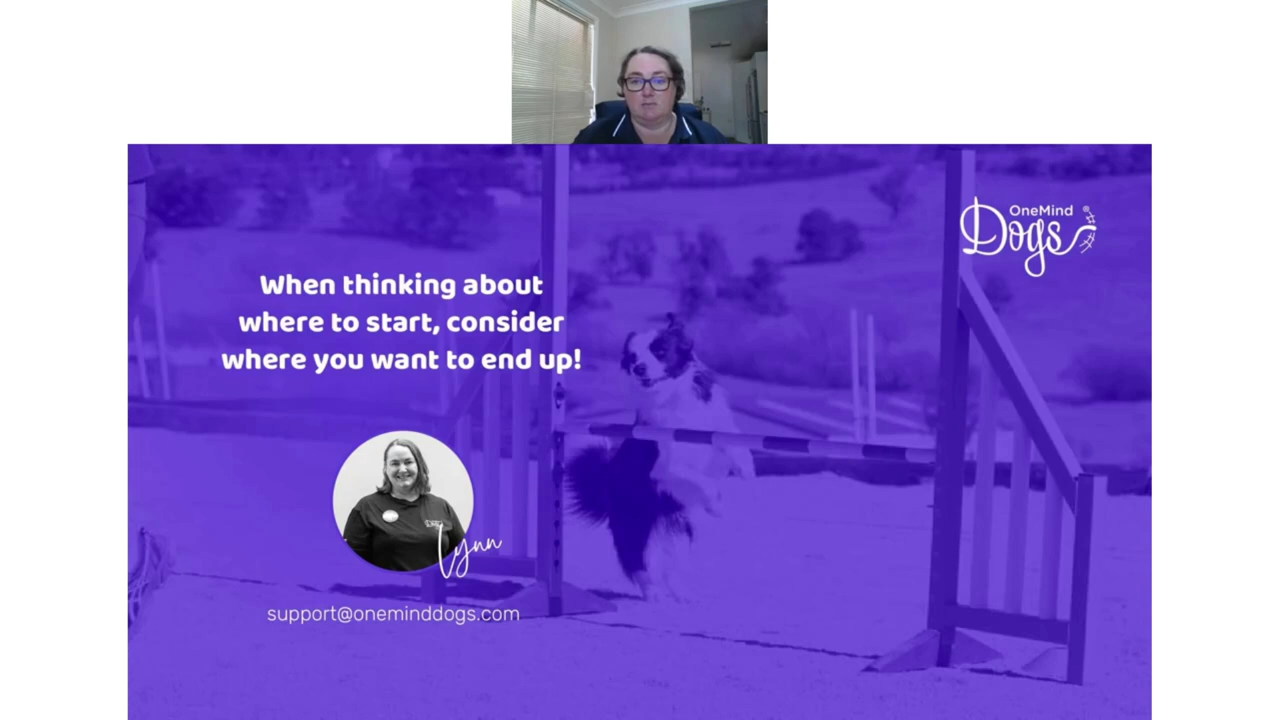 OneMind
Dogs
When thinking about
where to start, consider
where you want to end up!
Lynn
support@oneminddogs.com